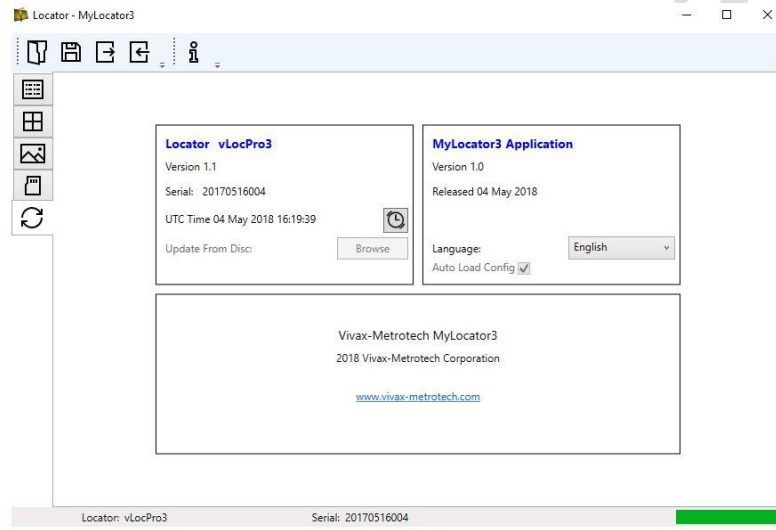 Locator - MyLocator3
Locator vLocPro3
Version 1.1
Serial: 20170516004
UTC Time 04 May 2018 16:19:39
Update From Disc:
Browse
MyLocator3 Application
Version 1.0
Released 04 May 2018
Language:
English
Auto Load Config
Vivax-Metrotech MyLocator3
2018 Vivax-Metrotech Corporation
www.vivax-metrotech.com
Locator: vLocPro3
Serial: 20170516004